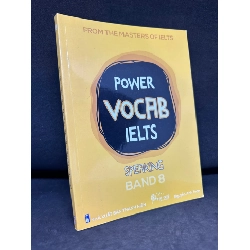 FROM THE MASTERS OF IELTS
POWER
VOCAB
IELTS
SPEAKING
BAND 8